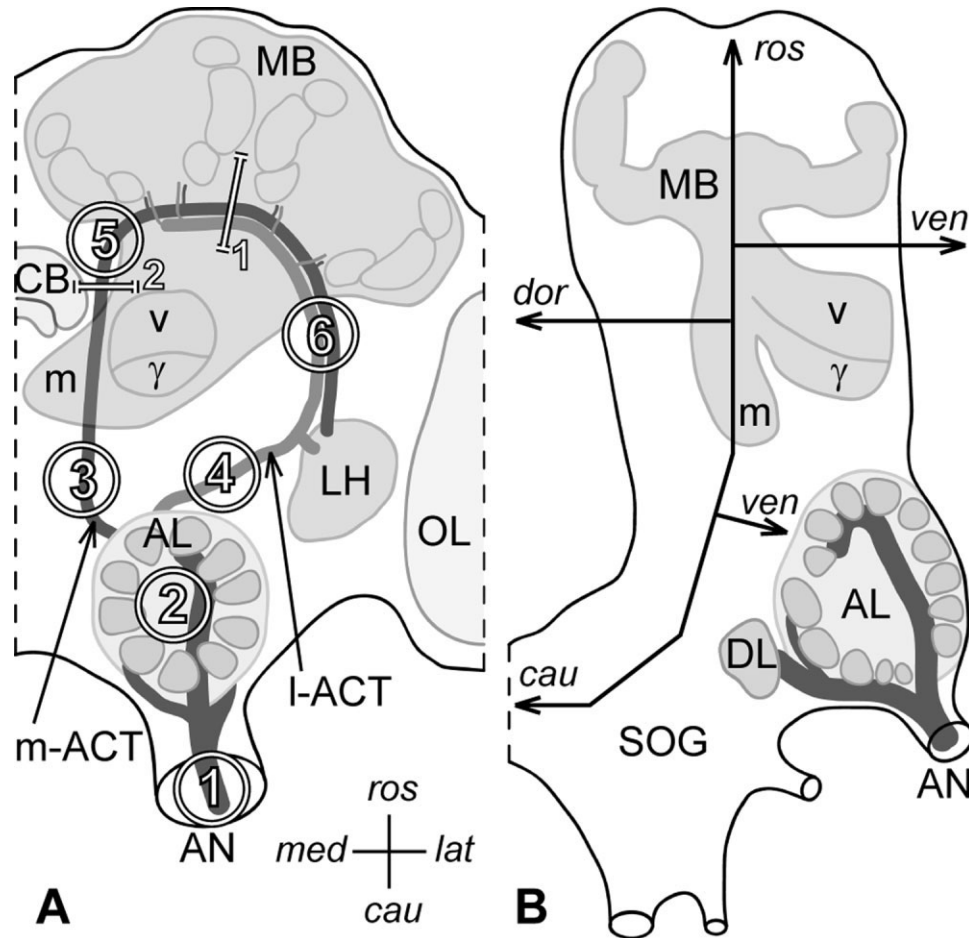 MB
5
1
CB
2
v
6
γ
m
3
4
LH
AL
OL
2
l-ACT
m-ACT
1
AN
ros
med lat
cau
A
ros
MB
ven
dor
v
γ
m
ven
AL
DL
cau
SOG
AN
B